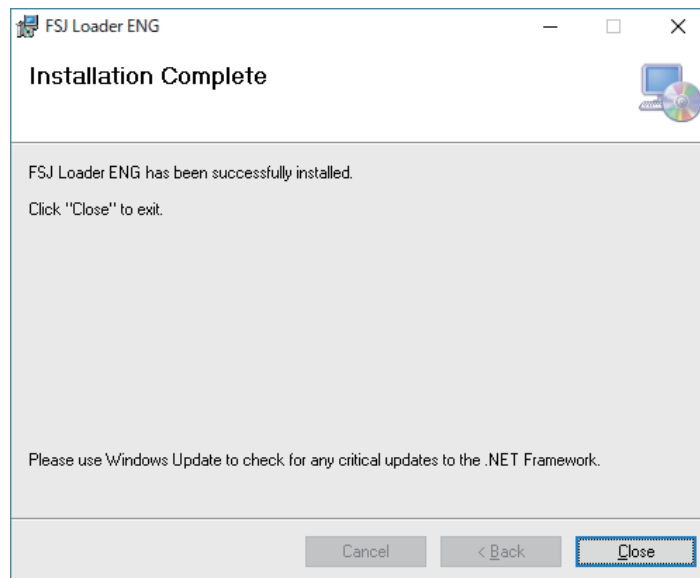 FSJ Loader ENG
Installation Complete
FSJ Loader ENG has been successfully installed.
Click "Close" to exit.
Please use Windows Update to check for any critical updates to the .NET Framework.
Cancel
< Back
Close